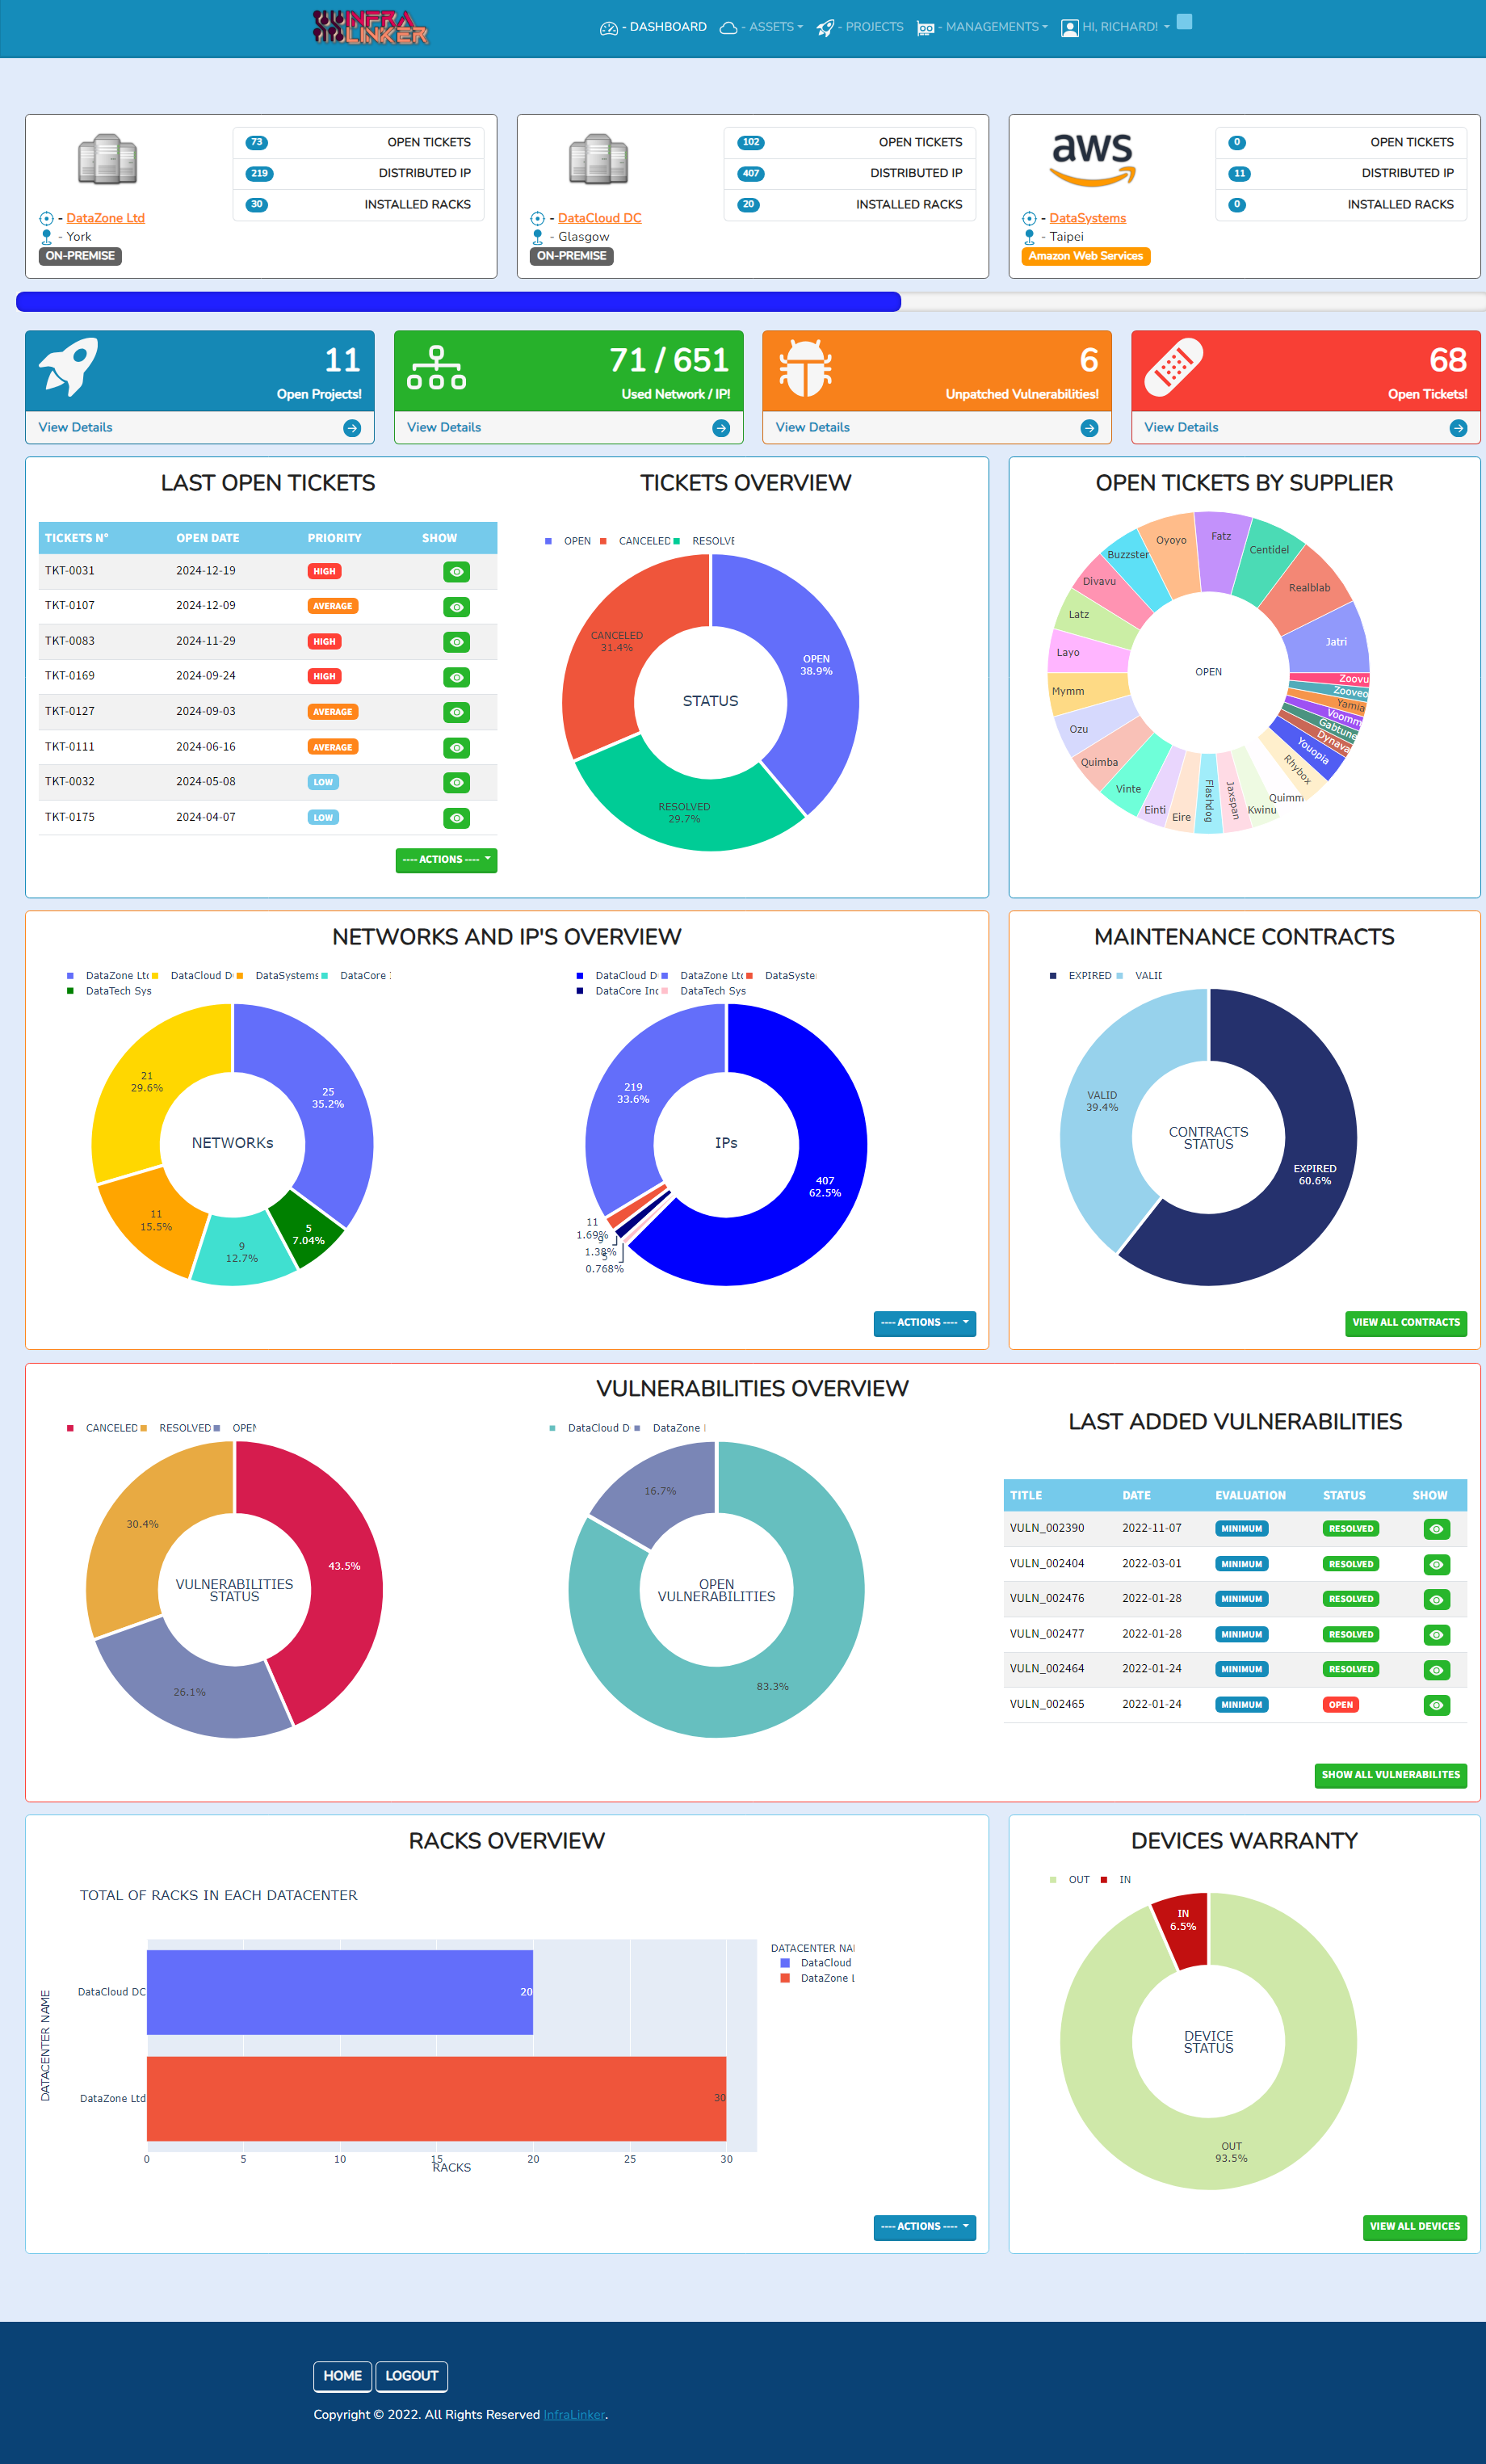 INFRA
LINKER
- DASHBOARD
- ASSETS
- PROJECTS
- MANAGEMENTS
HI, RICHARD!
73 OPEN TICKETS
219 DISTRIBUTED IP
30 INSTALLED RACKS
- DataZone Ltd
- York
ON-PREMISE
102 OPEN TICKETS
407 DISTRIBUTED IP
20 INSTALLED RACKS
- DataCloud DC
- Glasgow
ON-PREMISE
aws
0 OPEN TICKETS
11 DISTRIBUTED IP
0 INSTALLED RACKS
- DataSystems
- Taipei
Amazon Web Services
11
Open Projects!
View Details
71 / 651
Used Network / IP!
View Details
6
Unpatched Vulnerabilities!
View Details
68
Open Tickets!
View Details
LAST OPEN TICKETS
TICKETS N° OPEN DATE PRIORITY SHOW
TKT-0031 2024-12-19 HIGH
TKT-0107 2024-12-09 AVERAGE
TKT-0083 2024-11-29 HIGH
TKT-0169 2024-09-24 HIGH
TKT-0127 2024-09-03 AVERAGE
TKT-0111 2024-06-16 AVERAGE
TKT-0032 2024-05-08 LOW
TKT-0175 2024-04-07 LOW
---- ACTIONS ----
TICKETS OVERVIEW
OPEN CANCELED RESOLVE
CANCELED
31.4%
OPEN
38.9%
STATUS
RESOLVED
29.7%
OPEN TICKETS BY SUPPLIER
Fatz
Oyoyo
Centidel
Buzzster
Realblab
Divavu
Latz
Jatri
Layo
OPEN
Zoovu
Zooveo
Mymm
Yamia
Voomm
Gabtune
Ozu
Dynava
Youopia
Quimba
Rhybox
Vinte
Quimm
Einti
Eire
Flashdog
Jaxspan
Kwinu
NETWORKS AND IP'S OVERVIEW
DataZone Ltd DataCloud D DataSystems DataCore
DataTech Sys
21
29.6%
25
35.2%
NETWORKs
11
15.5%
9
12.7%
5
7.04%
DataCloud D DataZone Ltd DataSyste
DataCore Inc DataTech Sys
219
33.6%
IPs
407
62.5%
11
1.69%
9
1.38%
5
0.768%
---- ACTIONS ----
MAINTENANCE CONTRACTS
EXPIRED VALID
VALID
39.4%
CONTRACTS
STATUS
EXPIRED
60.6%
VIEW ALL CONTRACTS
VULNERABILITIES OVERVIEW
CANCELED RESOLVED OPEN
30.4%
43.5%
VULNERABILITIES
STATUS
26.1%
DataCloud D DataZone
16.7%
OPEN
VULNERABILITIES
83.3%
LAST ADDED VULNERABILITIES
TITLE DATE EVALUATION STATUS SHOW
VULN_002390 2022-11-07 MINIMUM RESOLVED
VULN_002404 2022-03-01 MINIMUM RESOLVED
VULN_002476 2022-01-28 MINIMUM RESOLVED
VULN_002477 2022-01-28 MINIMUM RESOLVED
VULN_002464 2022-01-24 MINIMUM RESOLVED
VULN_002465 2022-01-24 MINIMUM OPEN
SHOW ALL VULNERABILITES
RACKS OVERVIEW
TOTAL OF RACKS IN EACH DATACENTER
DATACENTER NAME
DataCloud DC 20
DataZone Ltd 30
0 5 10 15 20 25 30
RACKS
DATACENTER NAI
DataCloud
DataZone L
---- ACTIONS ----
DEVICES WARRANTY
OUT IN
IN
6.5%
DEVICE
STATUS
OUT
93.5%
VIEW ALL DEVICES
HOME LOGOUT
Copyright © 2022. All Rights Reserved InfraLinker.